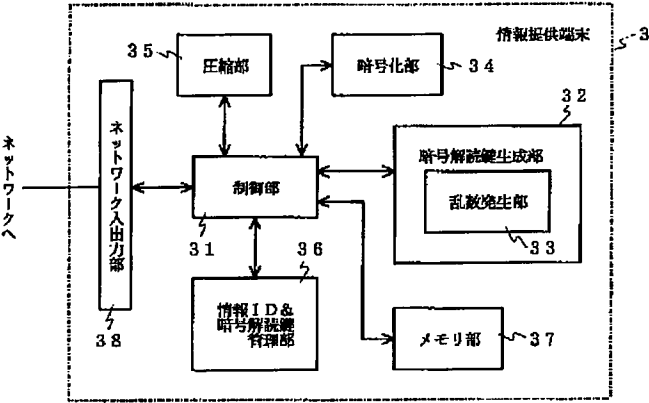 情報提供端末
3
35
圧縮部
暗号化部
34
32
暗号解読鍵生成部
乱数発生部
33
ネットワークへ
ネットワーク入出力部
38
制御部
31
36
情報ID&
暗号解読鍵
管理部
メモリ部
37